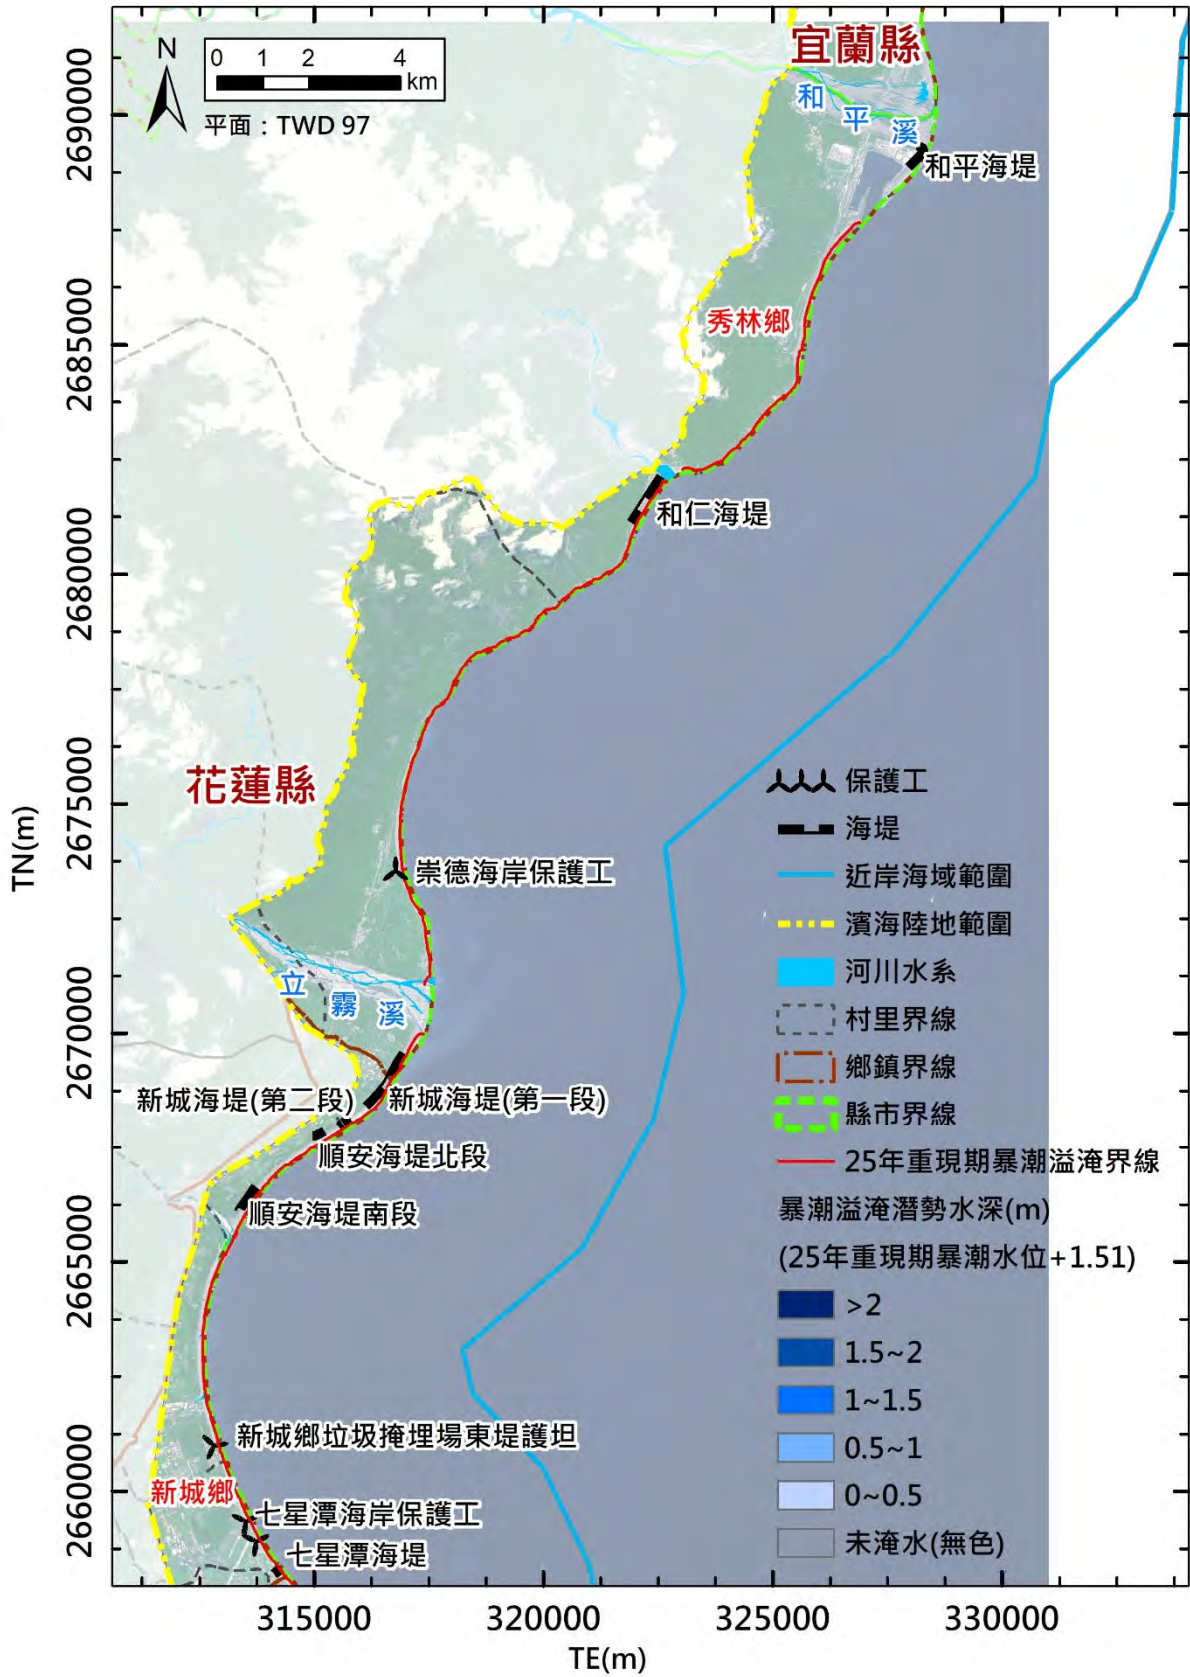 N
0 1 2 4
km
平面：TWD 97
宜蘭縣
和
平
溪
和平海堤
秀林鄉
和仁海堤
花蓮縣
崇德海岸保護工
立
霧
溪
新城海堤(第二段)
新城海堤(第一段)
順安海堤北段
順安海堤南段
新城鄉垃圾掩埋場東堤護坦
新城鄉
七星潭海岸保護工
七星潭海堤
保護工
海堤
近岸海域範圍
濱海陸地範圍
河川水系
村里界線
鄉鎮界線
縣市界線
25年重現期暴潮溢淹界線
暴潮溢淹潛勢水深(m)
(25年重現期暴潮水位+1.51)
>2
1.5~2
1~1.5
0.5~1
0~0.5
未淹水(無色)
TN(m)
2690000
2685000
2680000
2675000
2670000
2665000
2660000
315000 320000 325000 330000
TE(m)